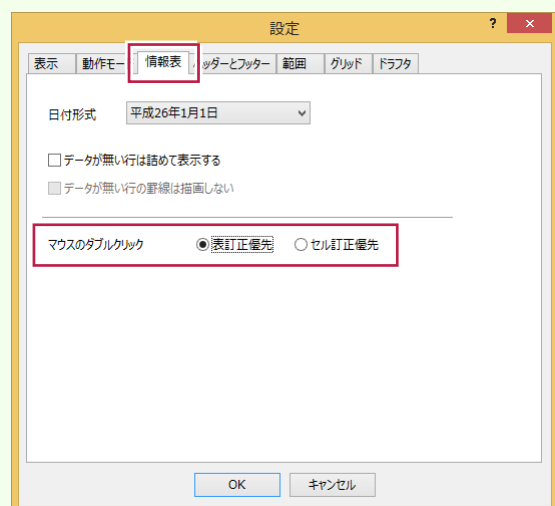 設定
?
×
表示 動作モー 情報表 ッダーとフッター 範囲 グリッド ドラフタ
日付形式 平成26年1月1日
データが無い行は詰めて表示する
データが無い行の罫線は描画しない
マウスのダブルクリック 表訂正優先 セル訂正優先
OK キャンセル